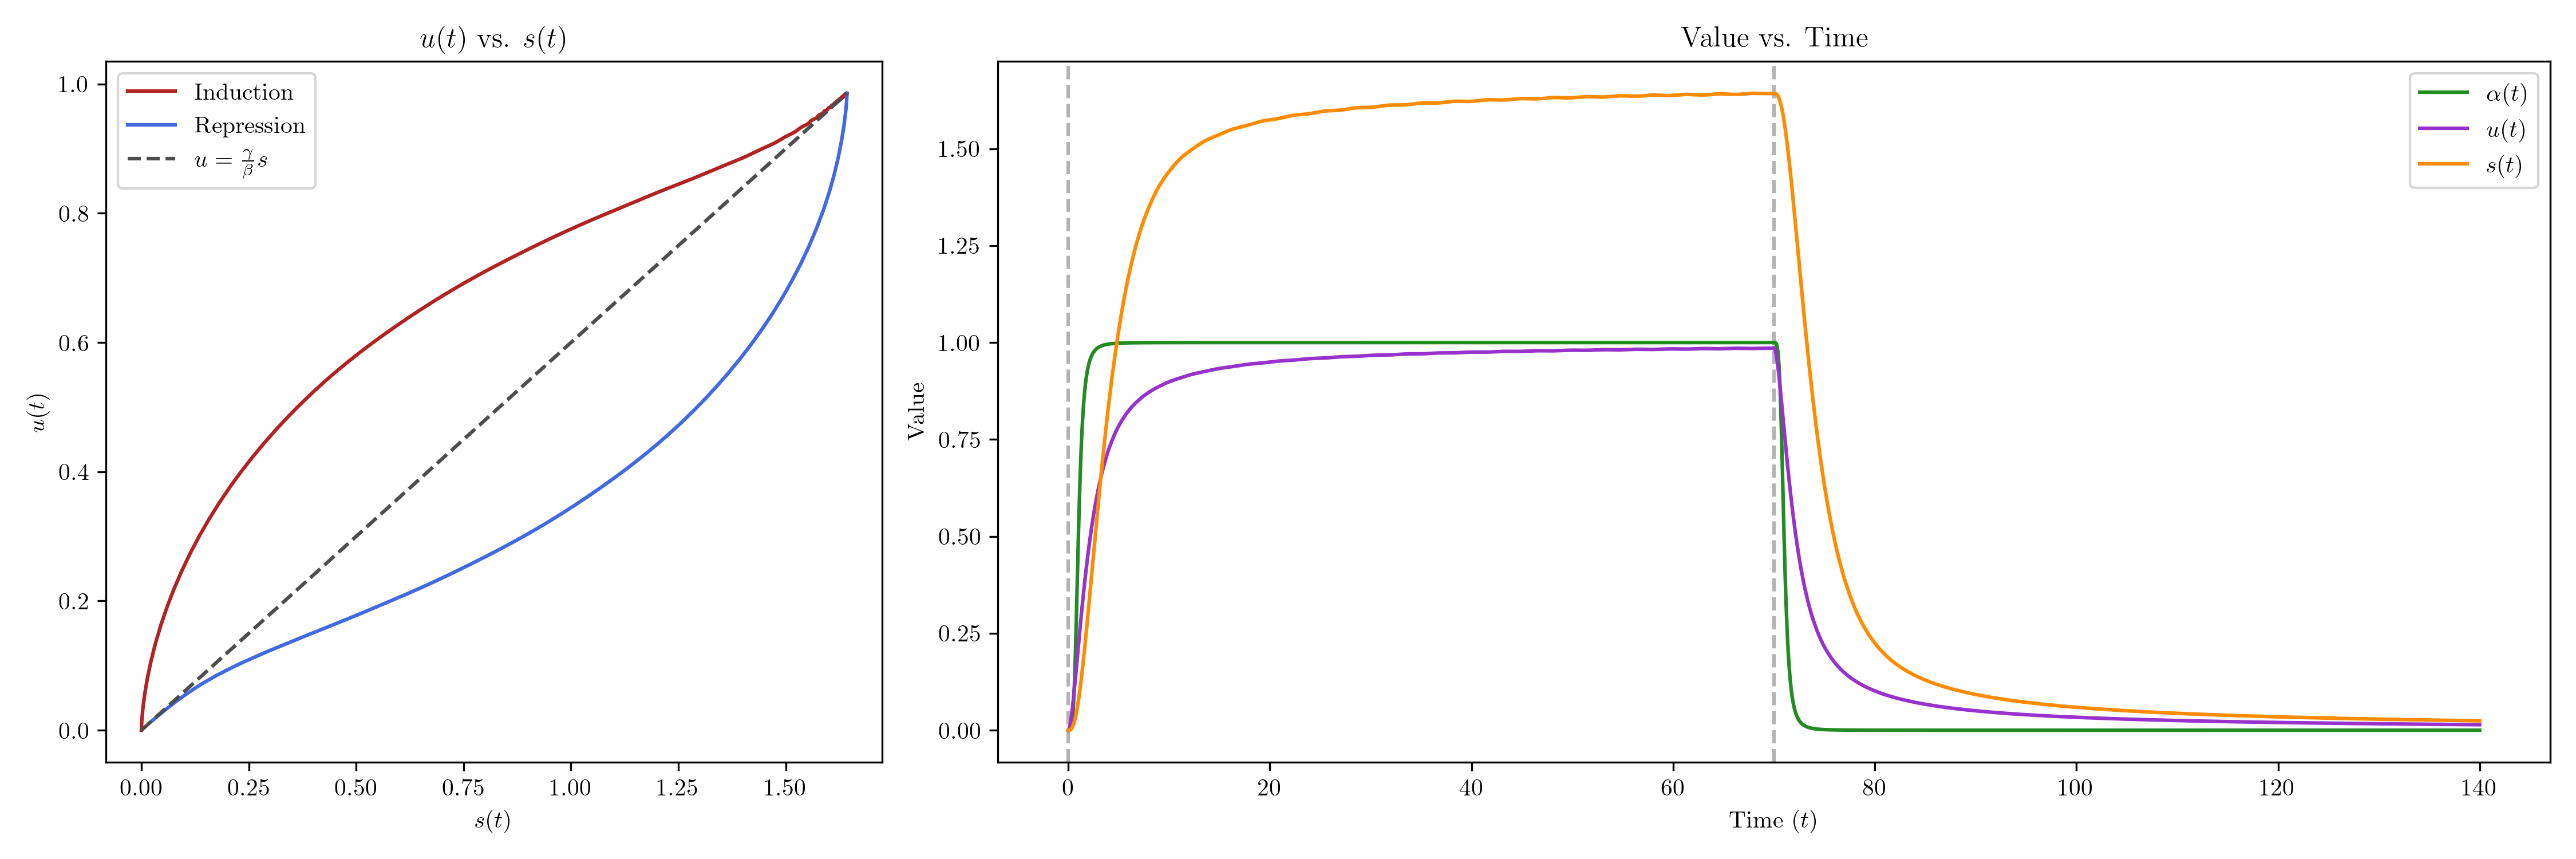 u(t) vs. s(t)
Induction
Repression
u = γ/β s
1.0
0.8
0.6
0.4
0.2
0.0
u(t)
0.00 0.25 0.50 0.75 1.00 1.25 1.50
s(t)
Value vs. Time
α(t)
u(t)
s(t)
1.50
1.25
1.00
0.75
0.50
0.25
0.00
Value
0 20 40 60 80 100 120 140
Time (t)